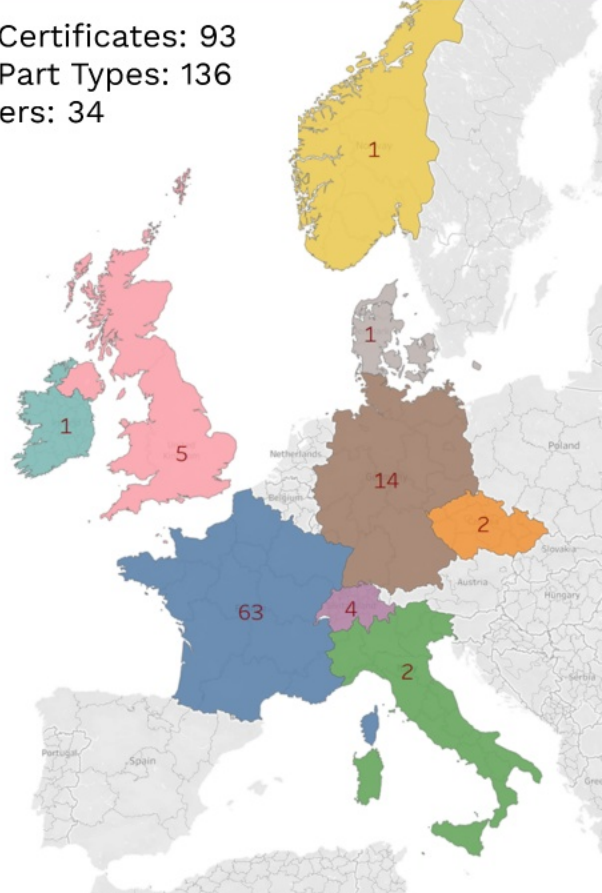 Certificates: 93
Part Types: 136
ers: 34
1
1
1
5
Netherlands
Belgium
Poland
14
2
Slovakia
Austria
Hungary
63
4
2
Serbia
Portugal
Spain
Gree